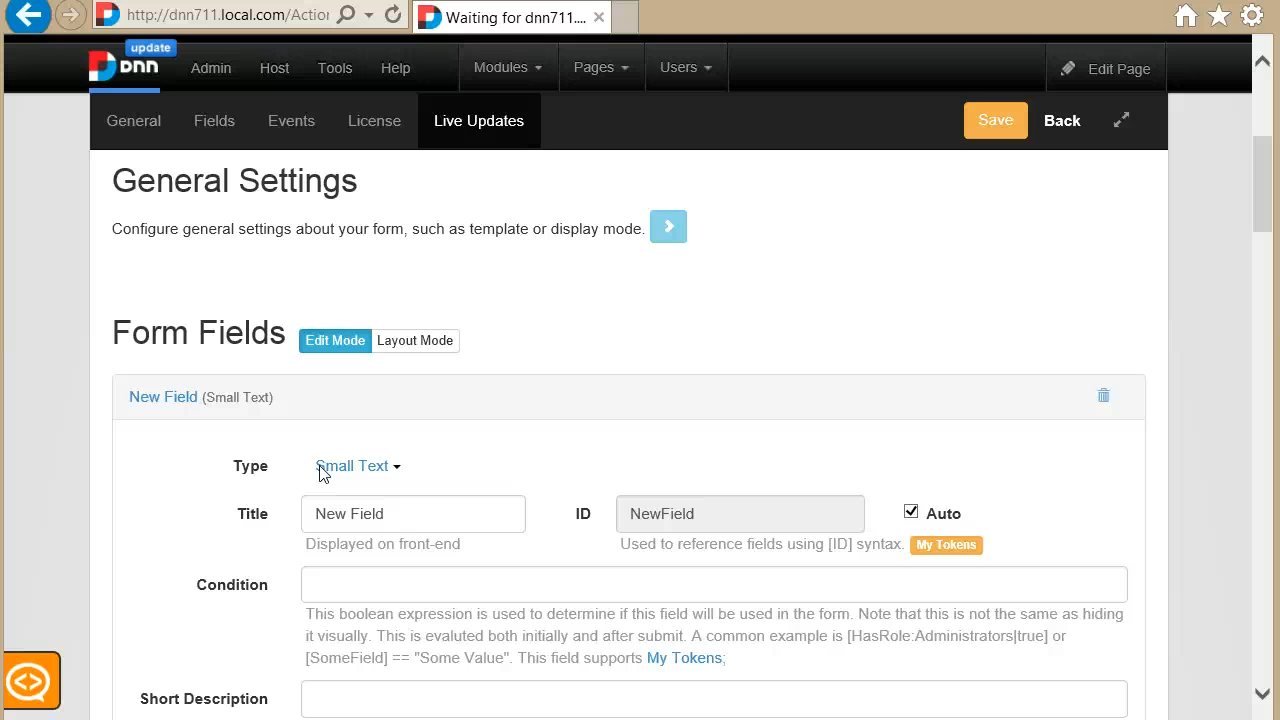 http://dnn711.local.com/Action
Waiting for dnn711....
update
DNN
Admin
Host
Tools
Help
Modules
Pages
Users
Edit Page
General
Fields
Events
License
Live Updates
Save
Back
General Settings
Configure general settings about your form, such as template or display mode.
Form Fields
Edit Mode
Layout Mode
New Field (Small Text)
Type
Small Text
Title
New Field
ID
NewField
Auto
Displayed on front-end
Used to reference fields using [ID] syntax.
My Tokens
Condition
This boolean expression is used to determine if this field will be used in the form. Note that this is not the same as hiding
it visually. This is evaluted both initially and after submit. A common example is [HasRole:Administrators|true] or
[SomeField] == "Some Value". This field supports My Tokens;
Short Description